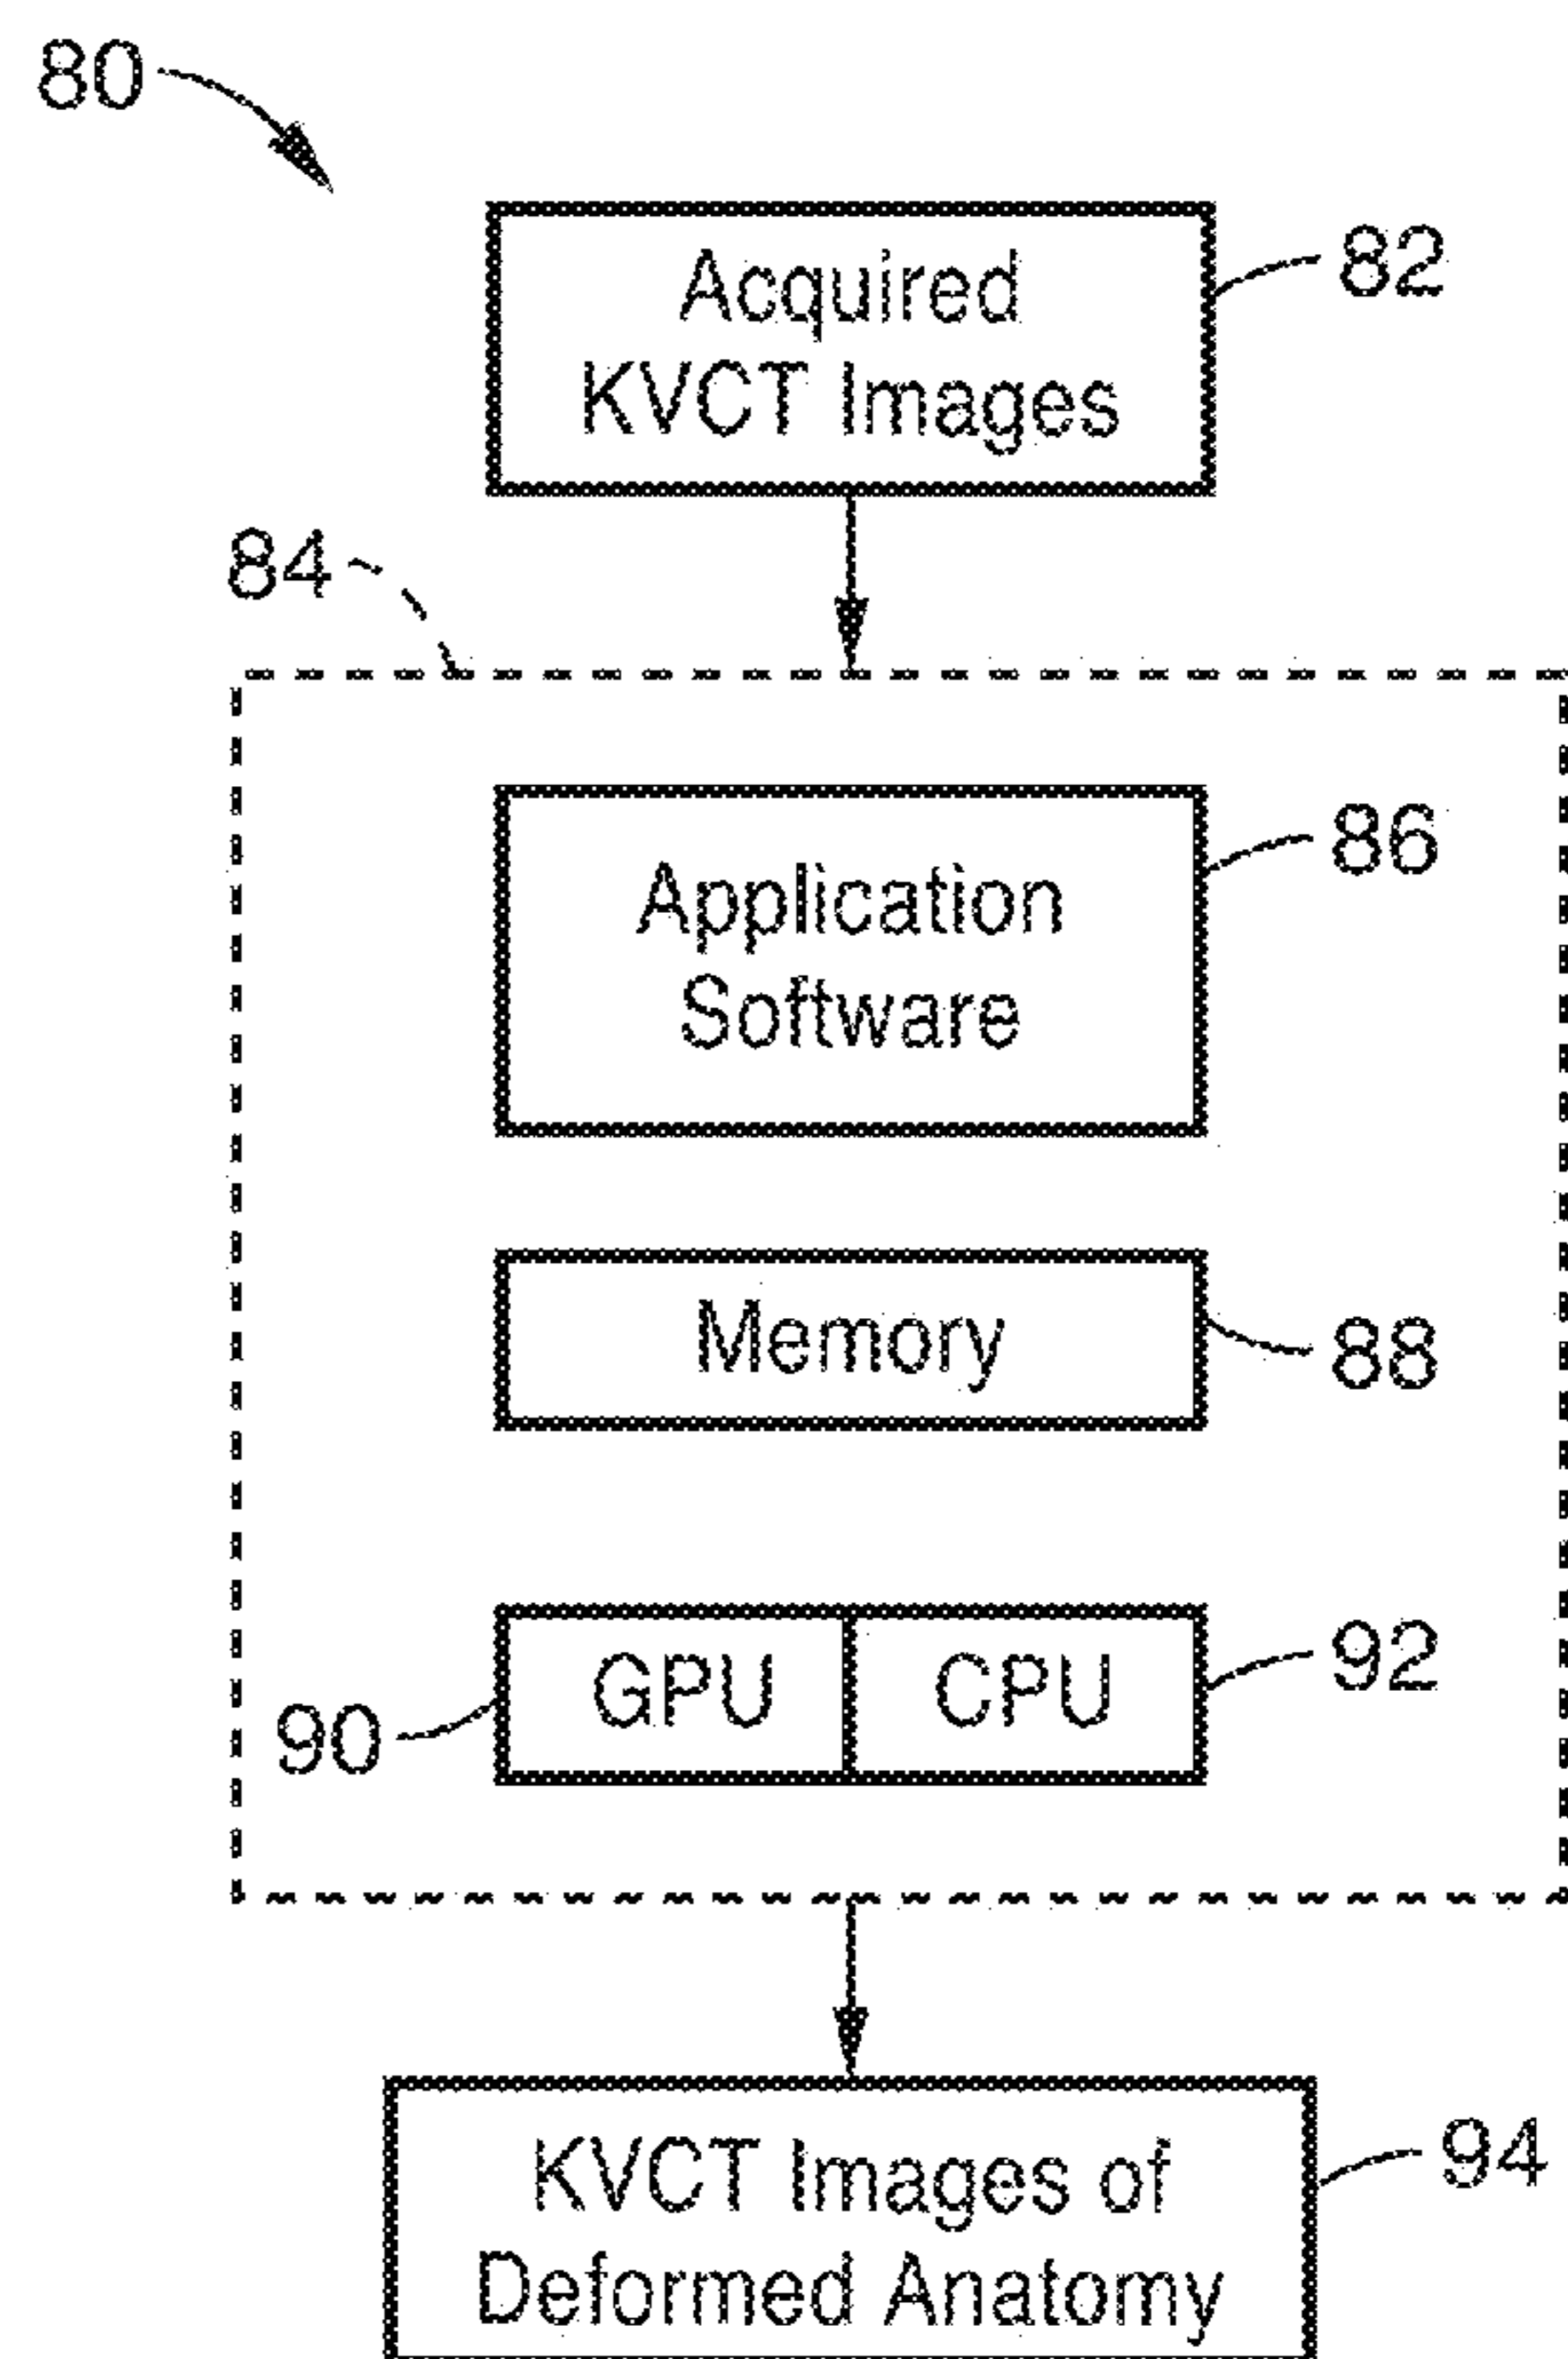 80
Acquired
KVCT Images
82
84
Application
Software
86
Memory
88
GPU
CPU
92
90
KVCT Images of
Deformed Anatomy
94